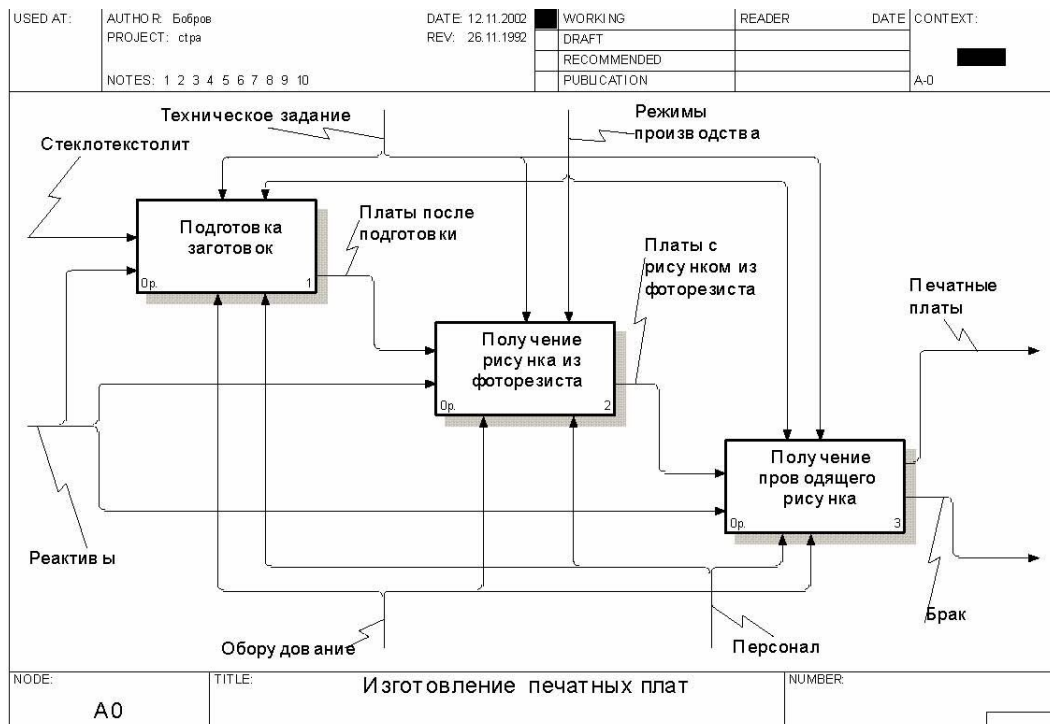 USED AT:
AUTHOR: Бобров
DATE: 12.11.2002
WORKING
READER
DATE
CONTEXT:
PROJECT: ctpa
REV: 26.11.1992
DRAFT
RECOMMENDED
NOTES: 1 2 3 4 5 6 7 8 9 10
PUBLICATION
A-0
Техническое задание
Режимы
производства
Стеклотекстолит
Подготовка
заготовок
0р.
1
Платы после
подготовки
Платы с
рисунком из
фоторезиста
Печатные
платы
Получение
рисунка из
фоторезиста
0р.
2
Получение
проводящего
рисунка
0р.
3
Реактивы
Брак
Оборудование
Персонал
NODE:
TITLE:
Изготовление печатных плат
NUMBER:
A0